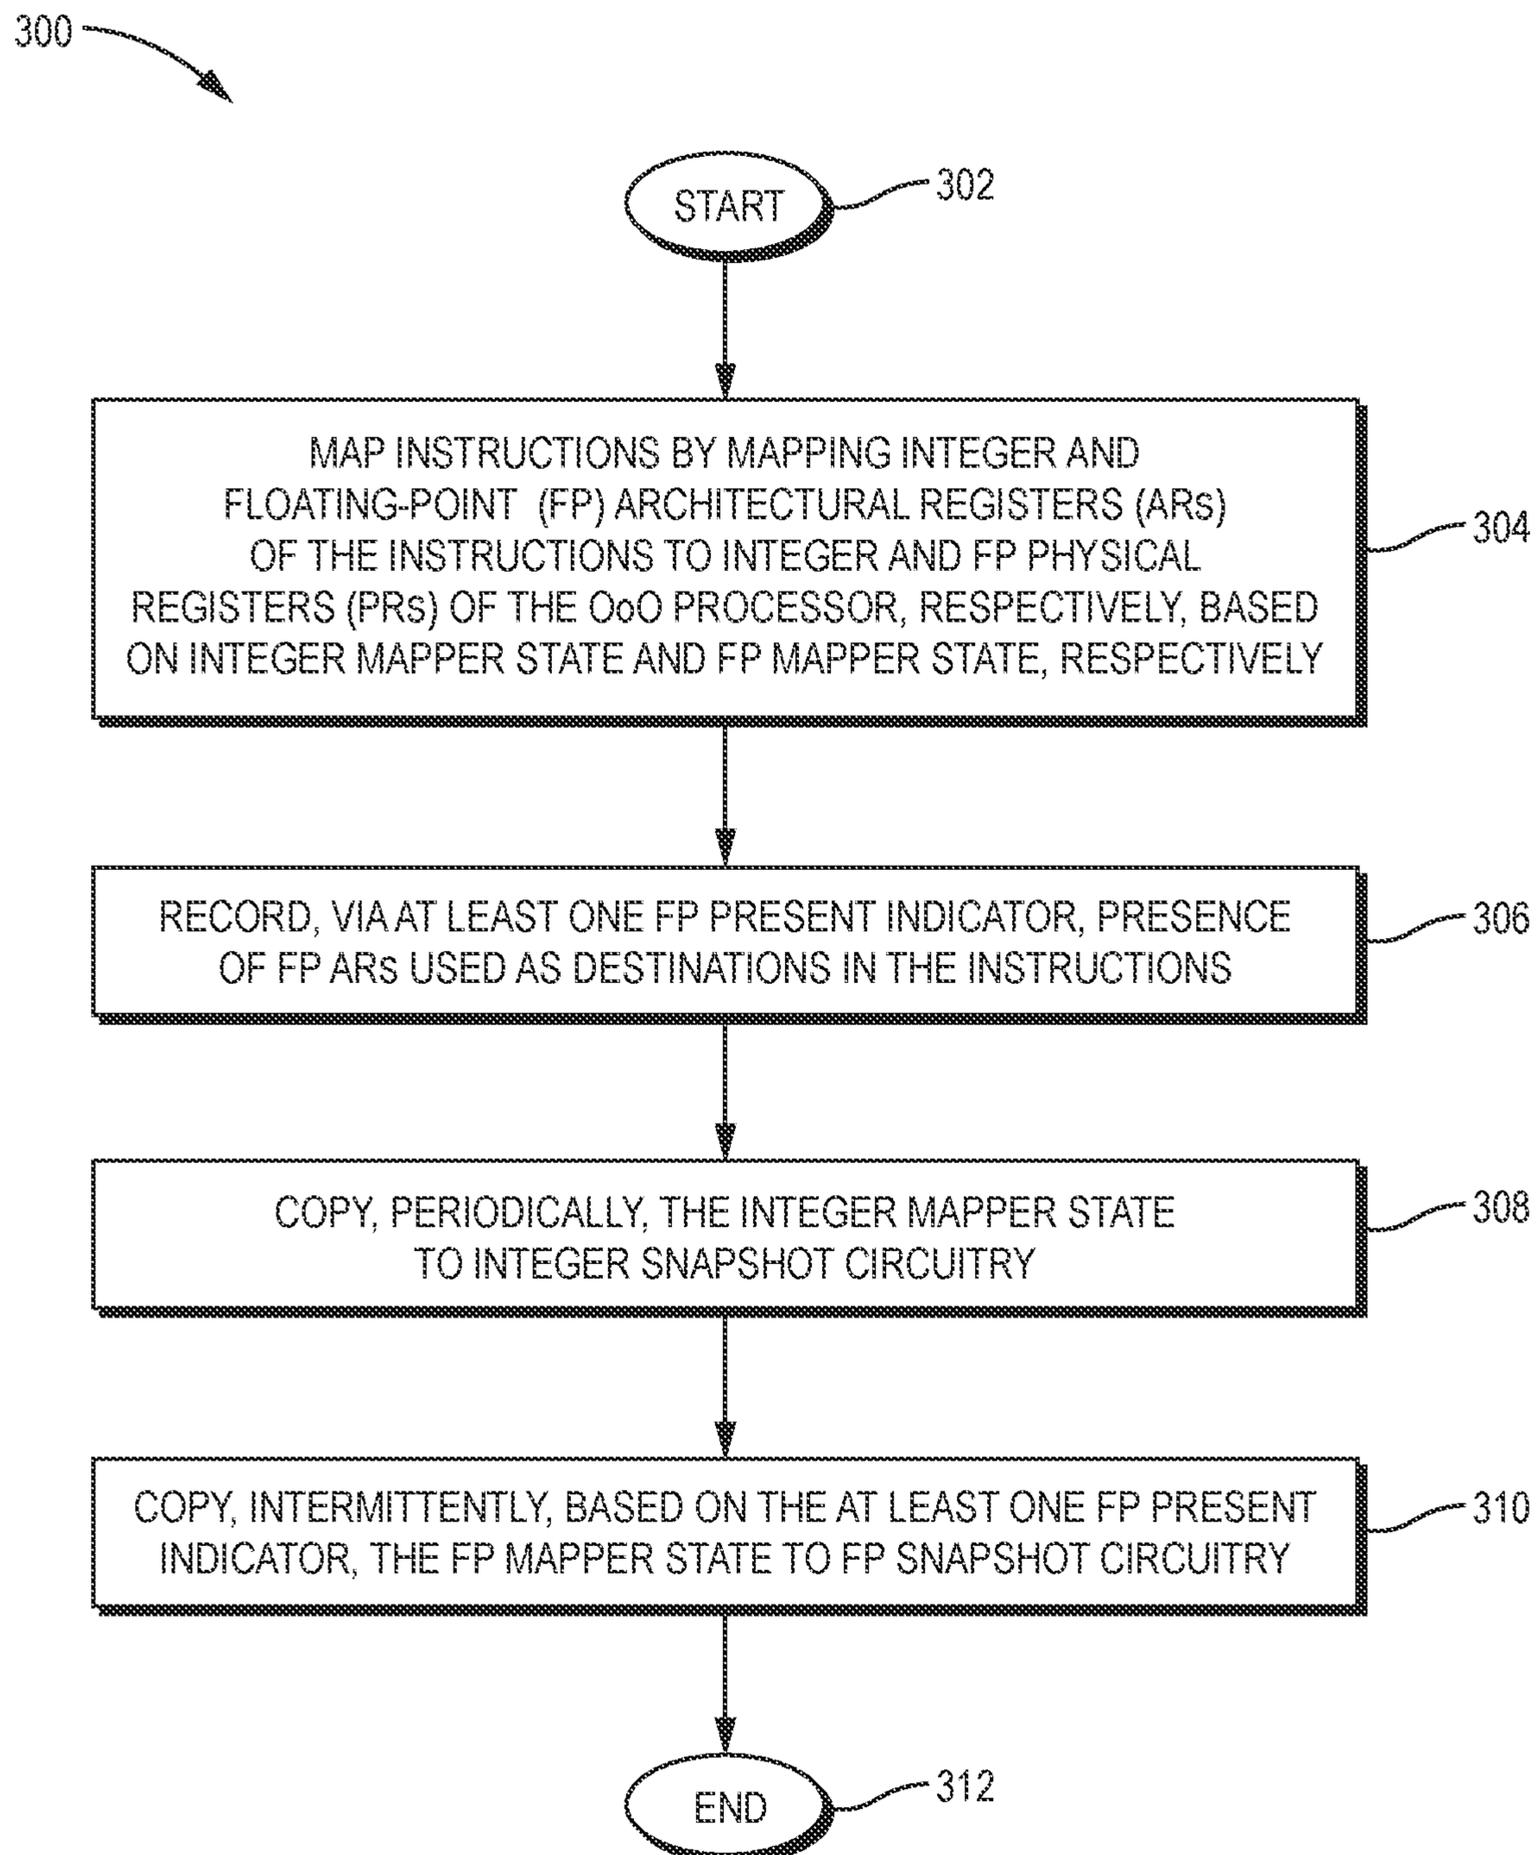 300
START
302
MAP INSTRUCTIONS BY MAPPING INTEGER AND
FLOATING-POINT (FP) ARCHITECTURAL REGISTERS (ARs)
OF THE INSTRUCTIONS TO INTEGER AND FP PHYSICAL
REGISTERS (PRs) OF THE OoO PROCESSOR, RESPECTIVELY, BASED
ON INTEGER MAPPER STATE AND FP MAPPER STATE, RESPECTIVELY
304
RECORD, VIA AT LEAST ONE FP PRESENT INDICATOR, PRESENCE
OF FP ARs USED AS DESTINATIONS IN THE INSTRUCTIONS
306
COPY, PERIODICALLY, THE INTEGER MAPPER STATE
TO INTEGER SNAPSHOT CIRCUITRY
308
COPY, INTERMITTENTLY, BASED ON THE AT LEAST ONE FP PRESENT
INDICATOR, THE FP MAPPER STATE TO FP SNAPSHOT CIRCUITRY
310
END
312